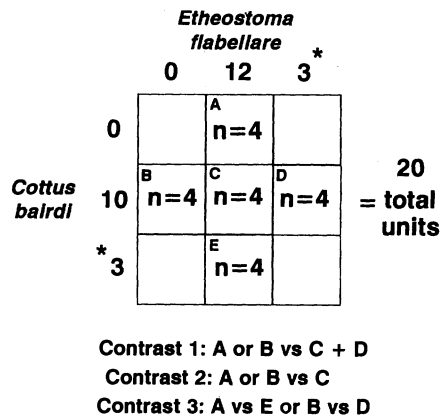 Etheostoma
flabellare
0 12 3*
0
A
n=4
Cottus
bairdi
10
B
n=4
C
n=4
D
n=4
20
= total
units
*3
E
n=4
Contrast 1: A or B vs C + D
Contrast 2: A or B vs C
Contrast 3: A vs E or B vs D